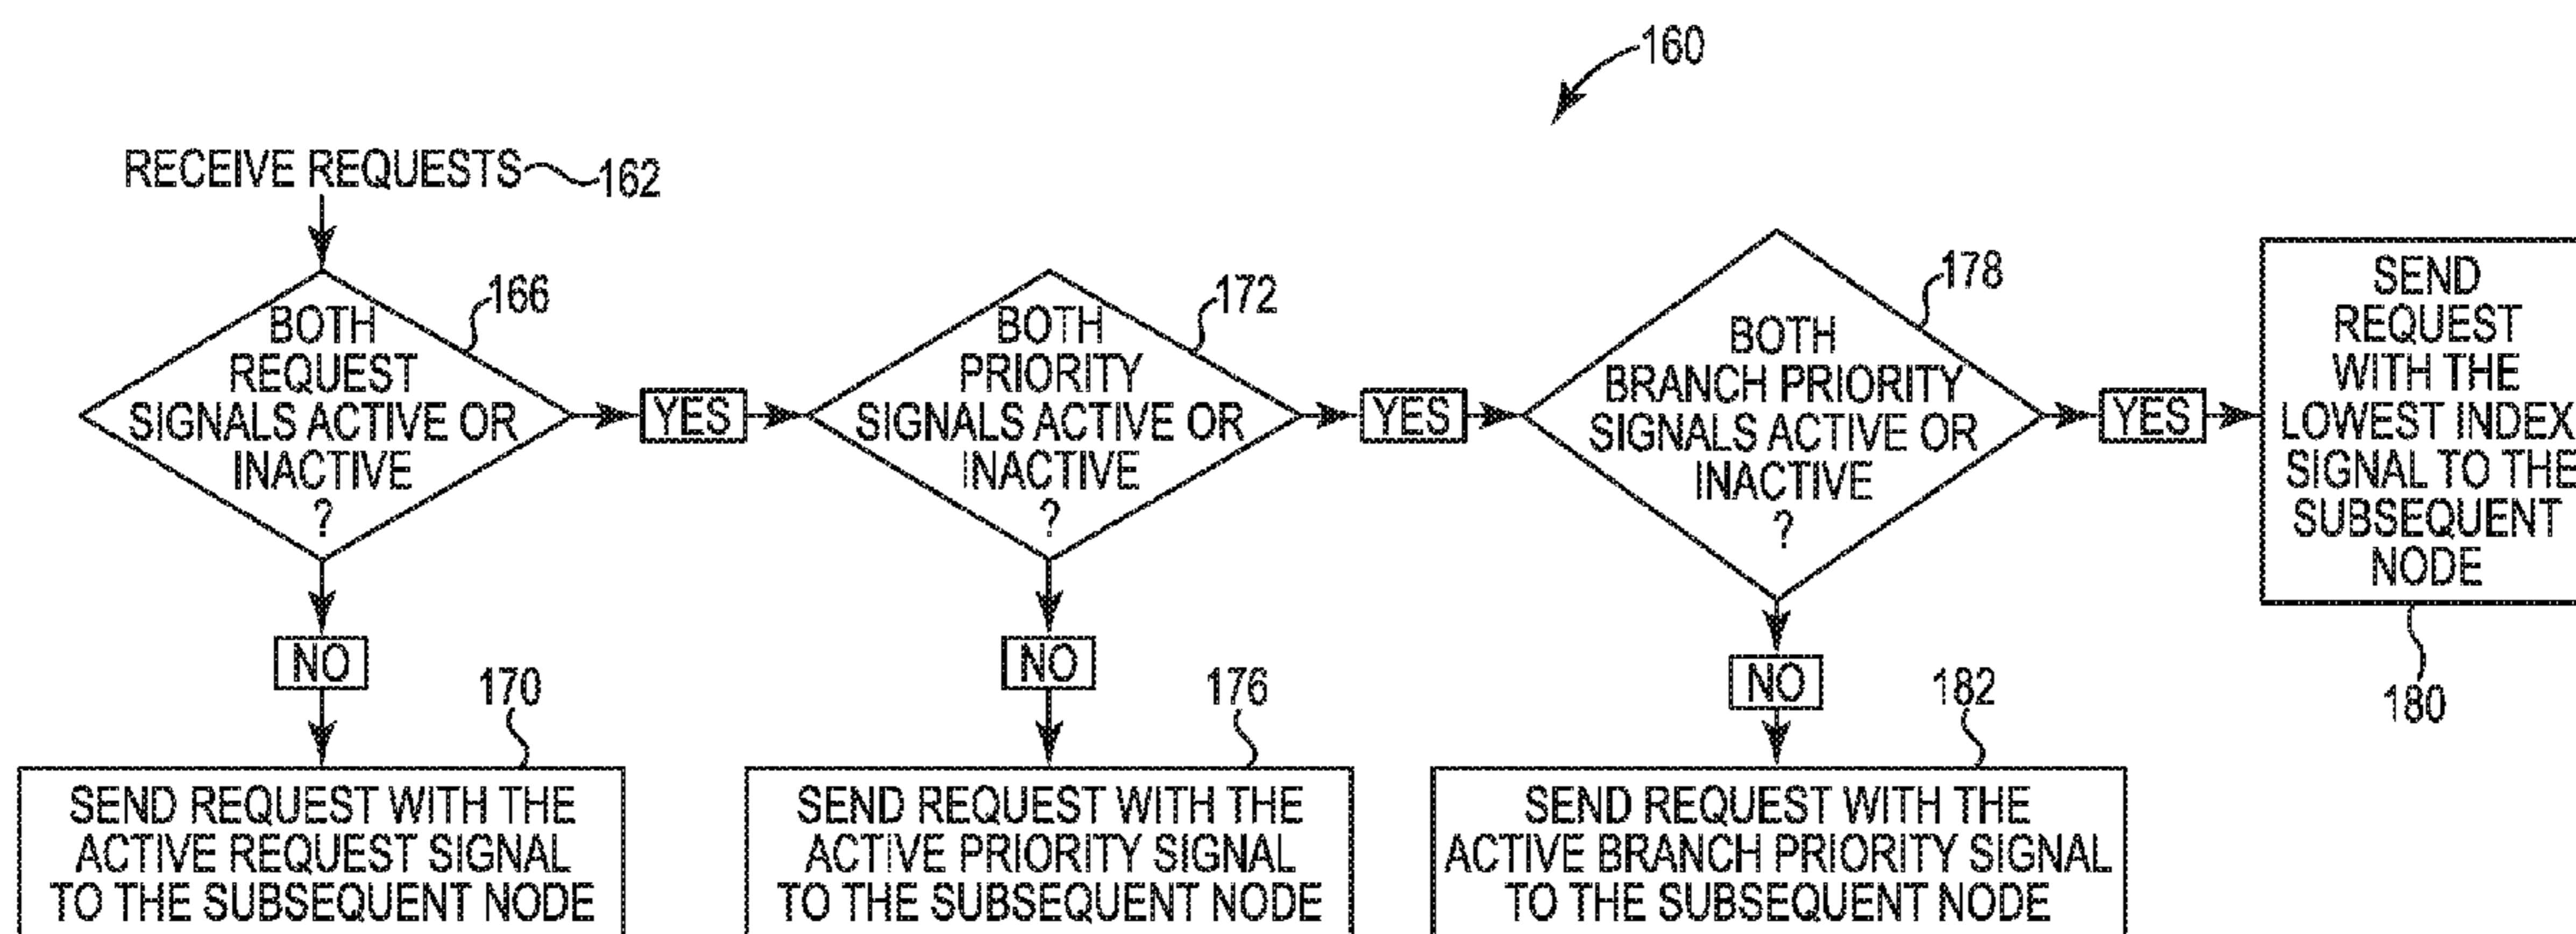 160
RECEIVE REQUESTS
162
BOTH
REQUEST
SIGNALS ACTIVE OR
INACTIVE
?
166
YES
BOTH
PRIORITY
SIGNALS ACTIVE OR
INACTIVE
?
172
YES
BOTH
BRANCH PRIORITY
SIGNALS ACTIVE OR
INACTIVE
?
178
YES
SEND
REQUEST
WITH THE
LOWEST INDEX
SIGNAL TO THE
SUBSEQUENT
NODE
180
NO
170
SEND REQUEST WITH THE
ACTIVE REQUEST SIGNAL
TO THE SUBSEQUENT NODE
NO
176
SEND REQUEST WITH THE
ACTIVE PRIORITY SIGNAL
TO THE SUBSEQUENT NODE
NO
182
SEND REQUEST WITH THE
ACTIVE BRANCH PRIORITY SIGNAL
TO THE SUBSEQUENT NODE